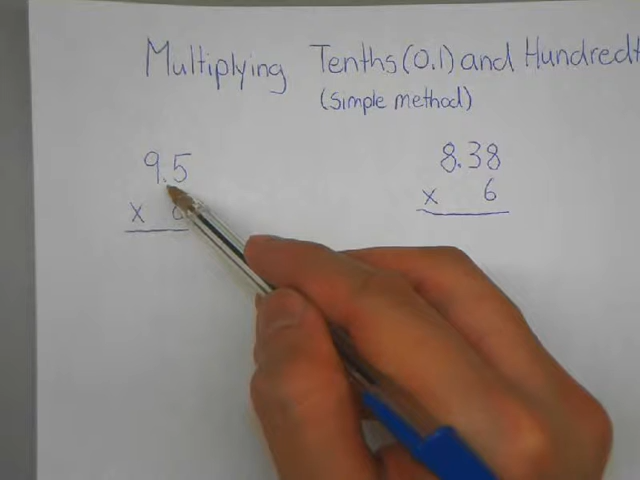 Multiplying Tenths (0.1) and Hundredt
(Simple method)
9.5
x
8.38
x 6